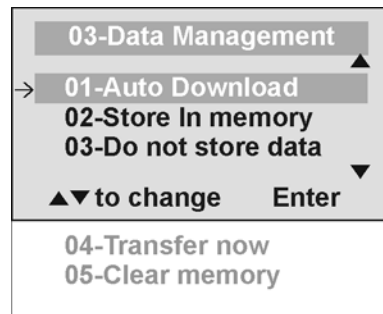 03-Data Management
01-Auto Download
02-Store In memory
03-Do not store data
▲▼ to change Enter
04-Transfer now
05-Clear memory